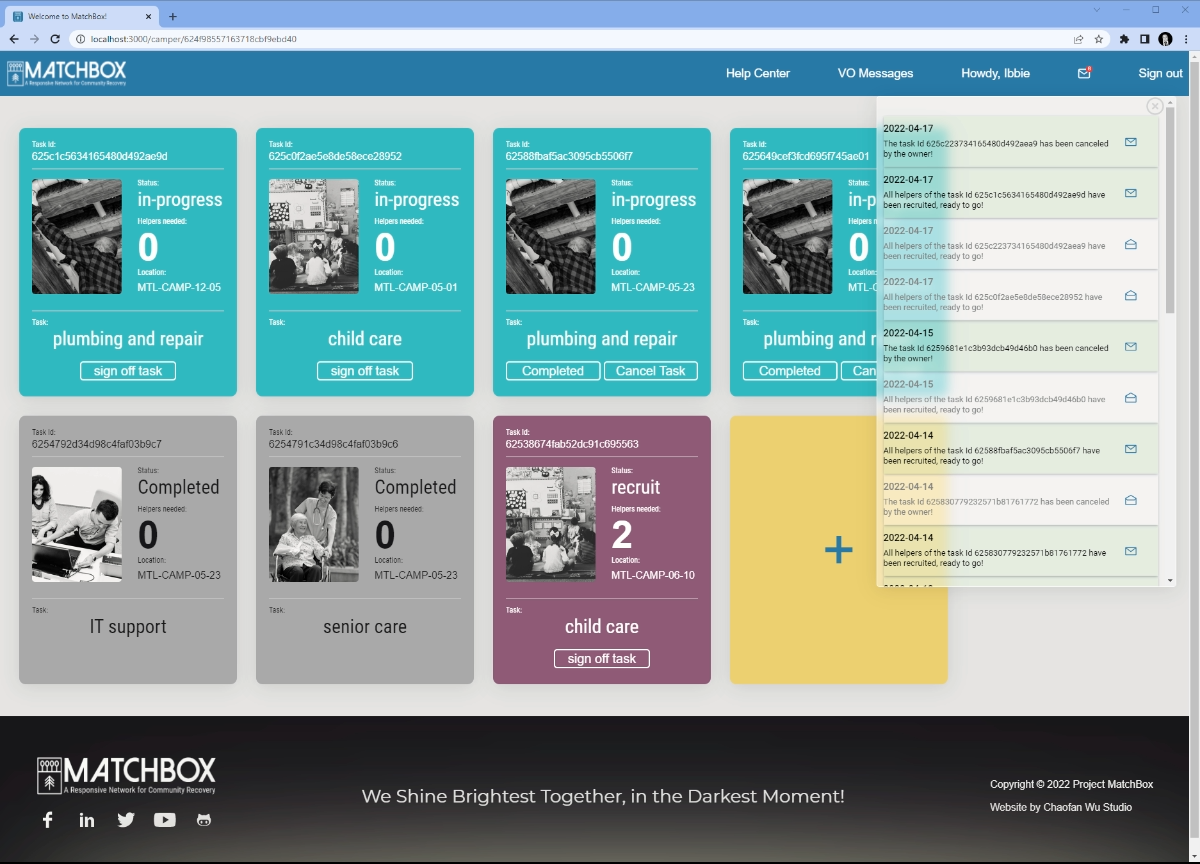 Welcome to MatchBox!
localhost:3000/camper/624f98557163718cbf9ebd40
MATCHBOX
A Responsive Network for Community Recovery
Help Center
VO Messages
Howdy, Ibbie
Sign out
Task Id:
625c1c5634165480d492ae9d
Status:
in-progress
Helpers needed:
0
Location:
MTL-CAMP-12-05
Task:
plumbing and repair
sign off task
Task Id:
625c0f2ae5e8de58ece28952
Status:
in-progress
Helpers needed:
0
Location:
MTL-CAMP-05-01
Task:
child care
sign off task
Task Id:
62588fbaf5ac3095cb5506f7
Status:
in-progress
Helpers needed:
0
Location:
MTL-CAMP-05-23
Task:
plumbing and repair
Completed Cancel Task
Task Id:
625649cef3fcd695f745ae01
Status:
in-p
Helpers
0
Location:
MTL-C
Task:
plumbing and r
Completed Can
2022-04-17
The task Id 625c223734165480d492aea9 has been canceled
by the owner!
2022-04-17
All helpers of the task Id 625c1c5634165480d492ae9d have
been recruited, ready to go!
2022-04-17
All helpers of the task Id 625c223734165480d492aea9 have
been recruited, ready to go!
2022-04-17
All helpers of the task Id 625c0f2ae5e8de58ece28952 have
been recruited, ready to go!
2022-04-15
The task Id 6259681e1c3b93dcb49d46b0 has been canceled
by the owner!
2022-04-15
All helpers of the task Id 6259681e1c3b93dcb49d46b0 have
been recruited, ready to go!
2022-04-14
All helpers of the task Id 62588fbaf5ac3095cb5506f7 have
been recruited, ready to go!
2022-04-14
The task Id 625830779232571b81761772 has been canceled
by the owner!
2022-04-14
All helpers of the task Id 625830779232571b81761772 have
been recruited, ready to go!
Task Id:
6254792d34d98c4faf03b9c7
Status:
Completed
Helpers needed:
0
Location:
MTL-CAMP-05-23
Task:
IT support
Task Id:
6254791c34d98c4faf03b9c6
Status:
Completed
Helpers needed:
0
Location:
MTL-CAMP-05-23
Task:
senior care
Task Id:
62538674fab52dc91c695563
Status:
recruit
Helpers needed:
2
Location:
MTL-CAMP-06-10
Task:
child care
sign off task
+
MATCHBOX
A Responsive Network for Community Recovery
We Shine Brightest Together, in the Darkest Moment!
Copyright © 2022 Project MatchBox
Website by Chaofan Wu Studio